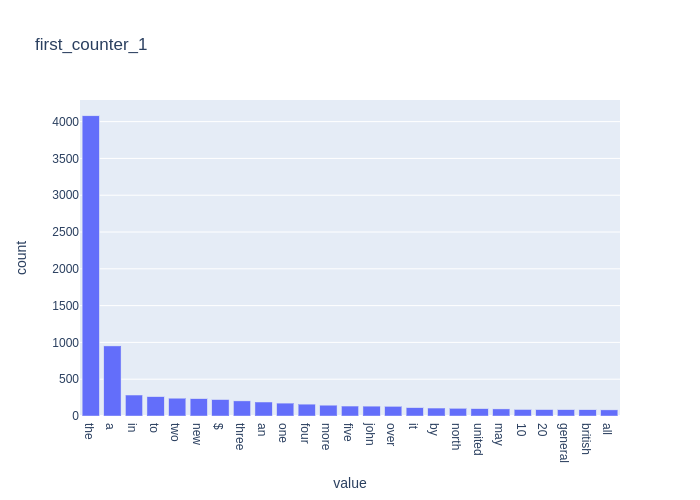 first_counter_1
count
4000
3500
3000
2500
2000
1500
1000
500
0
the
a
in
to
two
new
$
three
an
one
four
more
five
john
over
it
by
north
united
may
10
20
general
british
all
value